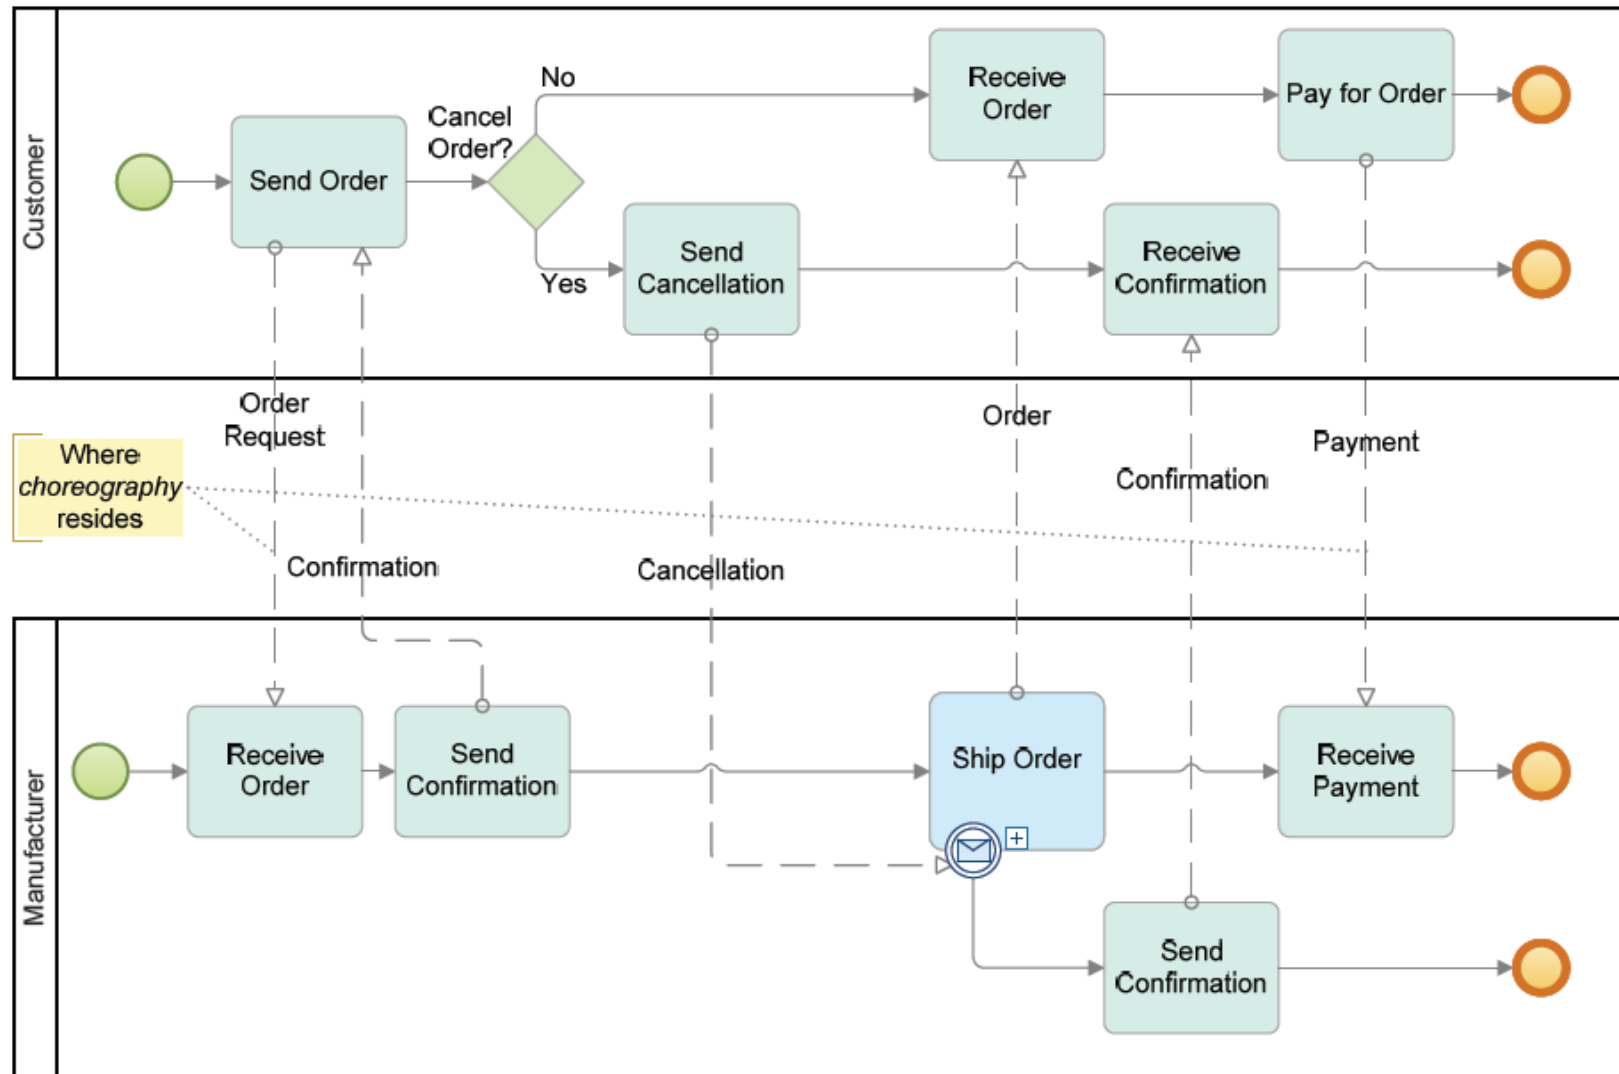 Customer
Send Order
Cancel
Order?
No
Yes
Receive
Order
Pay for Order
Send
Cancellation
Receive
Confirmation
Order
Request
Order
Payment
Confirmation
Where
choreography
resides
Confirmation
Cancellation
Manufacturer
Receive
Order
Send
Confirmation
Ship Order
Receive
Payment
Send
Confirmation